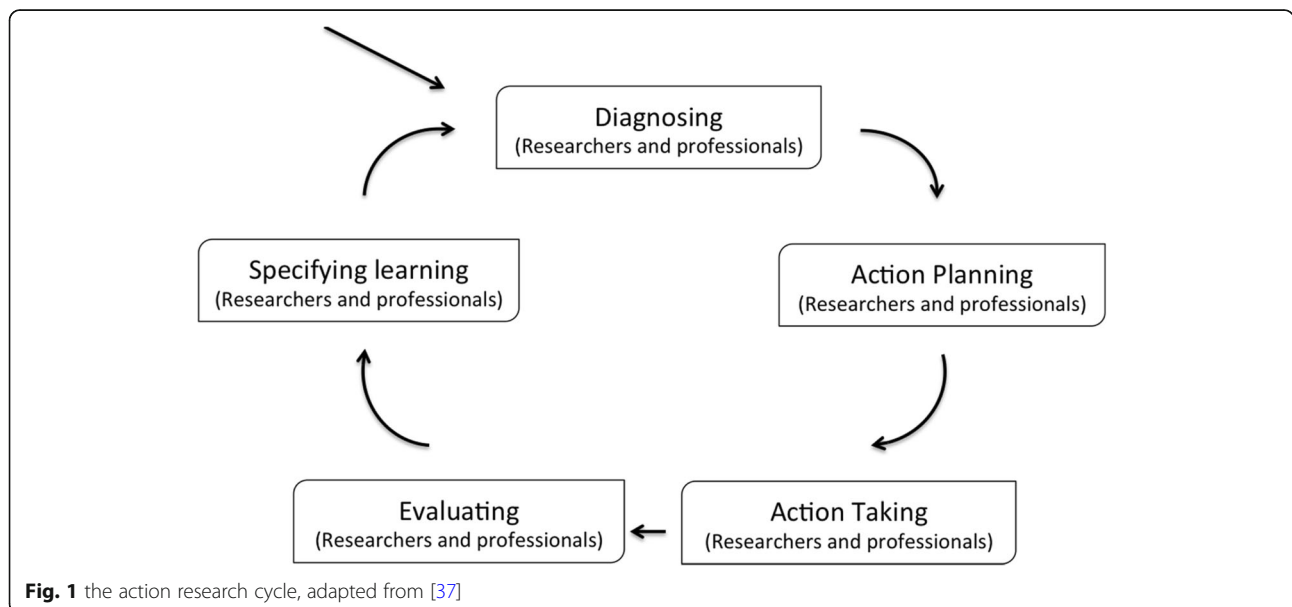 Diagnosing
(Researchers and professionals)
Action Planning
(Researchers and professionals)
Action Taking
(Researchers and professionals)
Evaluating
(Researchers and professionals)
Specifying learning
(Researchers and professionals)
Fig. 1 the action research cycle, adapted from [37]